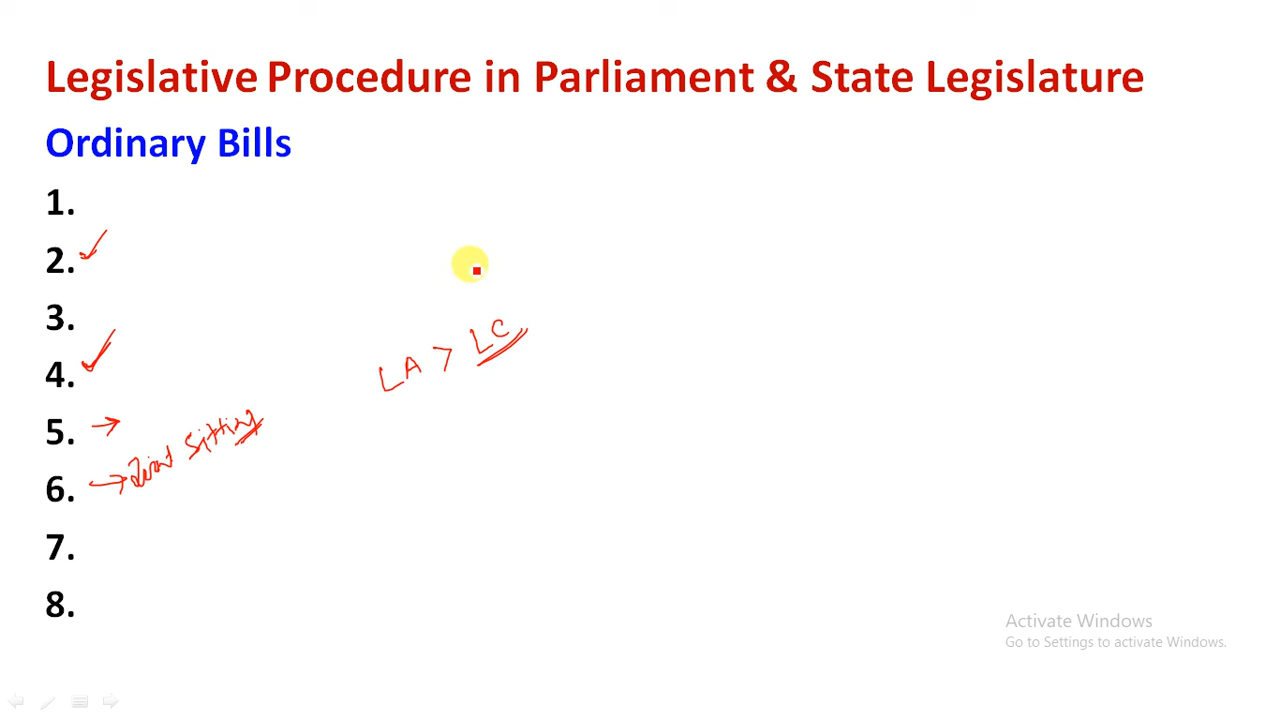 Legislative Procedure in Parliament & State Legislature
Ordinary Bills
1.
2.
3.
LA > LC
4.
5.
6. → Joint Sitting
7.
8.
Activate Windows
Go to Settings to activate Windows.